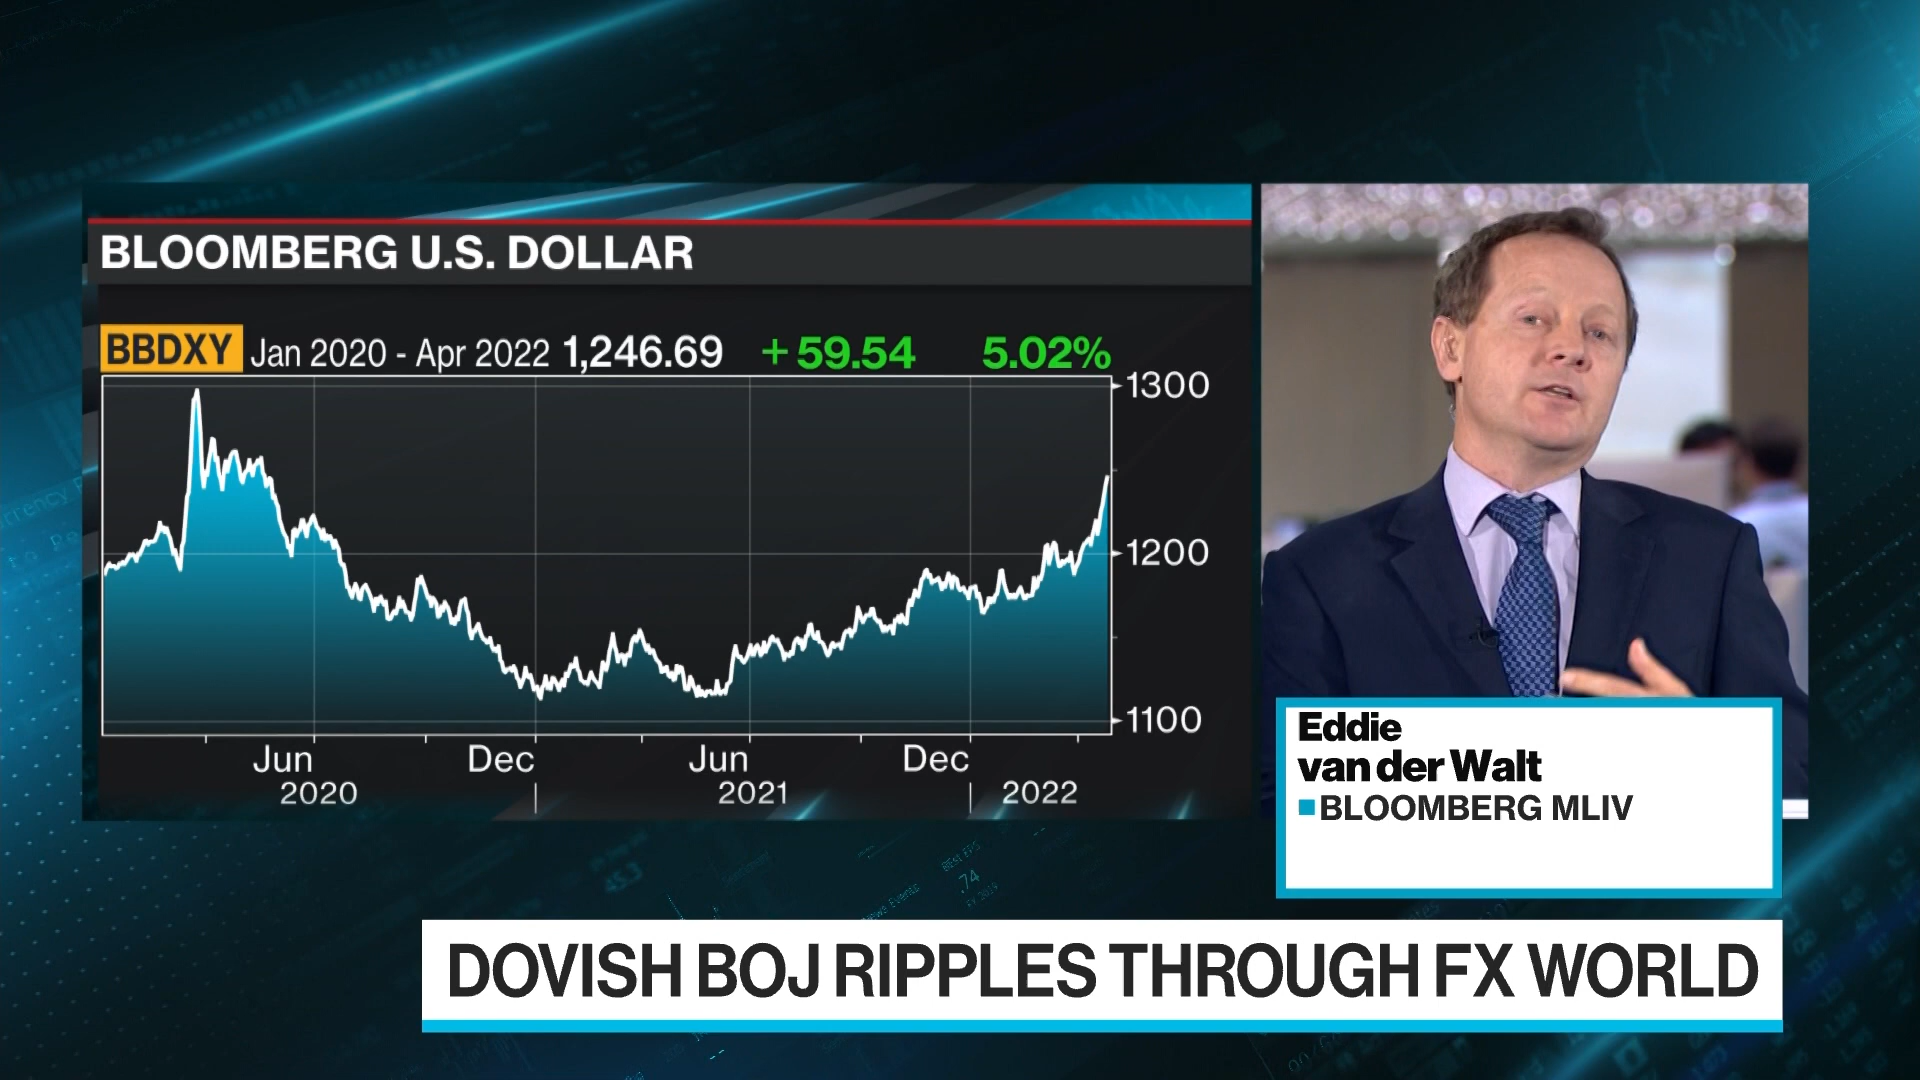 BLOOMBERG U.S. DOLLAR
BBDXY Jan 2020 - Apr 2022 1,246.69 +59.54 5.02%
1300
1200
1100
Jun Dec Jun Dec
2020 2021 2022
Eddie
van der Walt
BLOOMBERG MLIV
DOVISH BOJ RIPPLES THROUGH FX WORLD